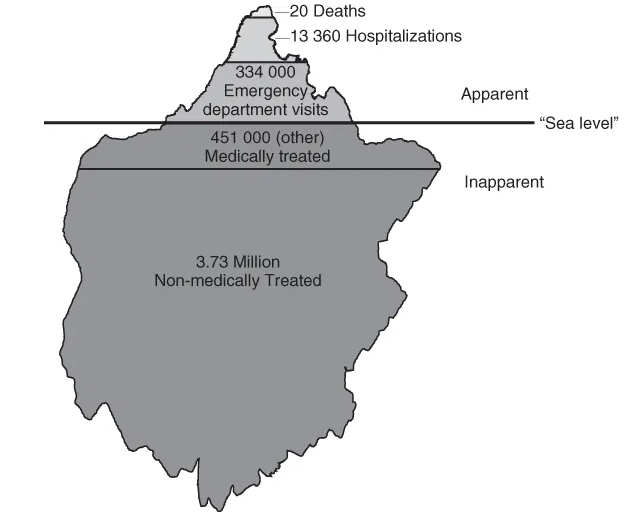 20 Deaths
13 360 Hospitalizations
334 000
Emergency
department visits
Apparent
“Sea level”
451 000 (other)
Medically treated
Inapparent
3.73 Million
Non-medically Treated